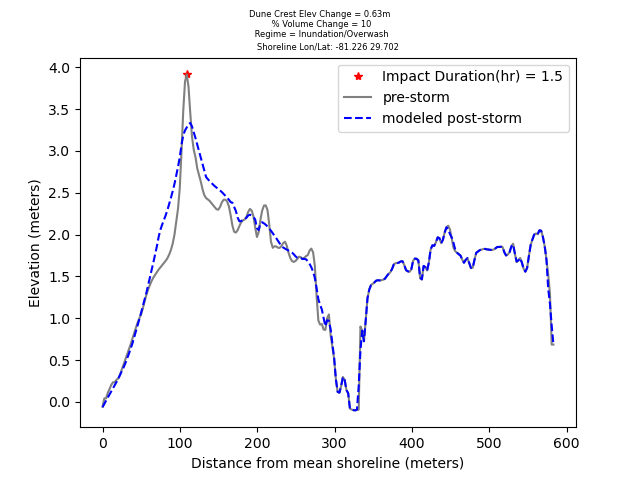 Dune Crest Elev Change = 0.63m
% Volume Change = 10
Regime = Inundation/Overwash
Shoreline Lon/Lat: -81.226 29.702
Impact Duration(hr) = 1.5
pre-storm
modeled post-storm
4.0
3.5
3.0
2.5
2.0
1.5
1.0
0.5
0.0
Elevation (meters)
0 100 200 300 400 500 600
Distance from mean shoreline (meters)